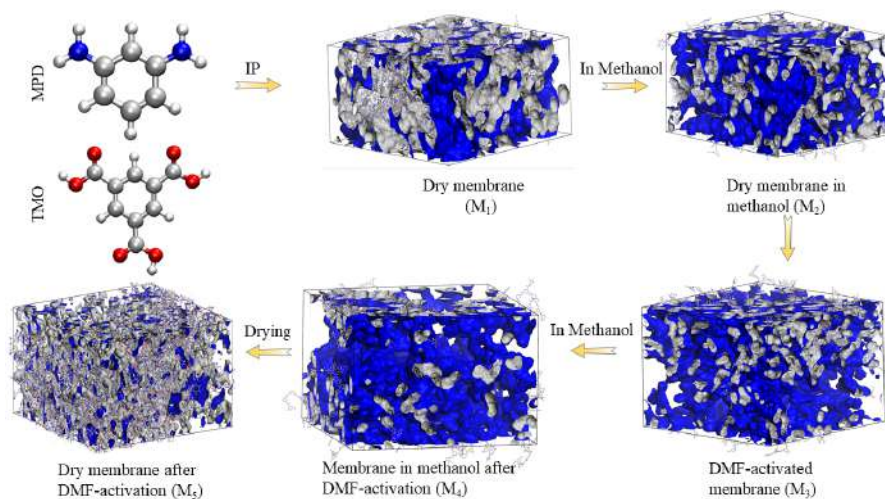 MPD
IP
In Methanol
TMO
Dry membrane
(M₁)
Dry membrane in
methanol (M₂)
Drying
In Methanol
Dry membrane after
DMF-activation (M₅)
Membrane in methanol after
DMF-activation (M₄)
DMF-activated
membrane (M₃)